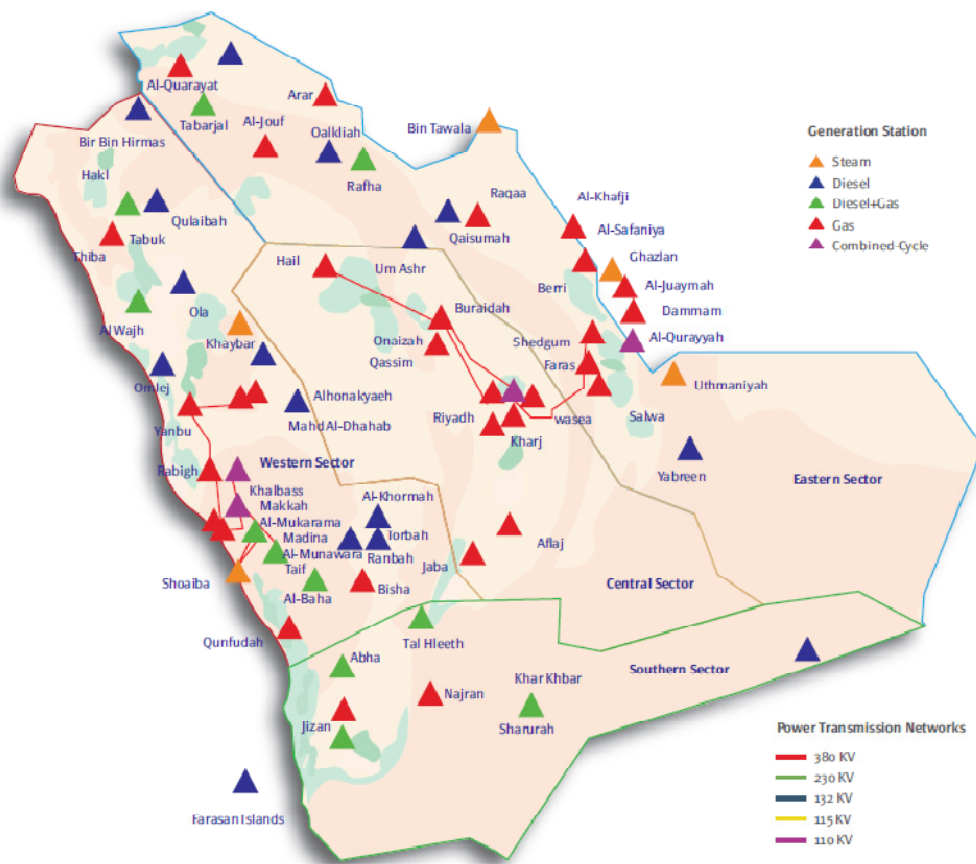 Al-Quarayat
Arar
Tabarjal
Al-Jouf
Oalkliah
Bin Tawala
Bir Bin Hirmas
Rafha
Hakl
Qulaibah
Raqaa
Al-Khafji
Tabuk
Qaisumah
Al-Safaniya
Thiba
Hail
Um Ashr
Ghazlan
Berri
Al-Juaymah
Ola
Buraidah
Dammam
Al Wajh
Khaybar
Onaizah
Shedgum
Al-Qurayyah
Qassim
Faras
Omlej
Uthmaniyah
Alhonakyaeh
Mahd Al-Dhahab
Riyadh
wasea
Salwa
Yanbu
Kharj
Rabigh
Western Sector
Yabreen
Eastern Sector
Khalbass
Al-Khormah
Makkah
Al-Mukarama
Madina
Torbah
Al-Munawara
Ranbah
Aflaj
Taif
Jaba
Shoaiba
Al-Baha
Bisha
Central Sector
Qunfudah
Tal Hleeth
Abha
Southern Sector
Khar Khbar
Najran
Jizan
Sharurah
Farasan Islands
Generation Station
Steam
Diesel
Diesel+Gas
Gas
Combined-Cycle
Power Transmission Networks
380 KV
230 KV
132 KV
115 KV
110 KV